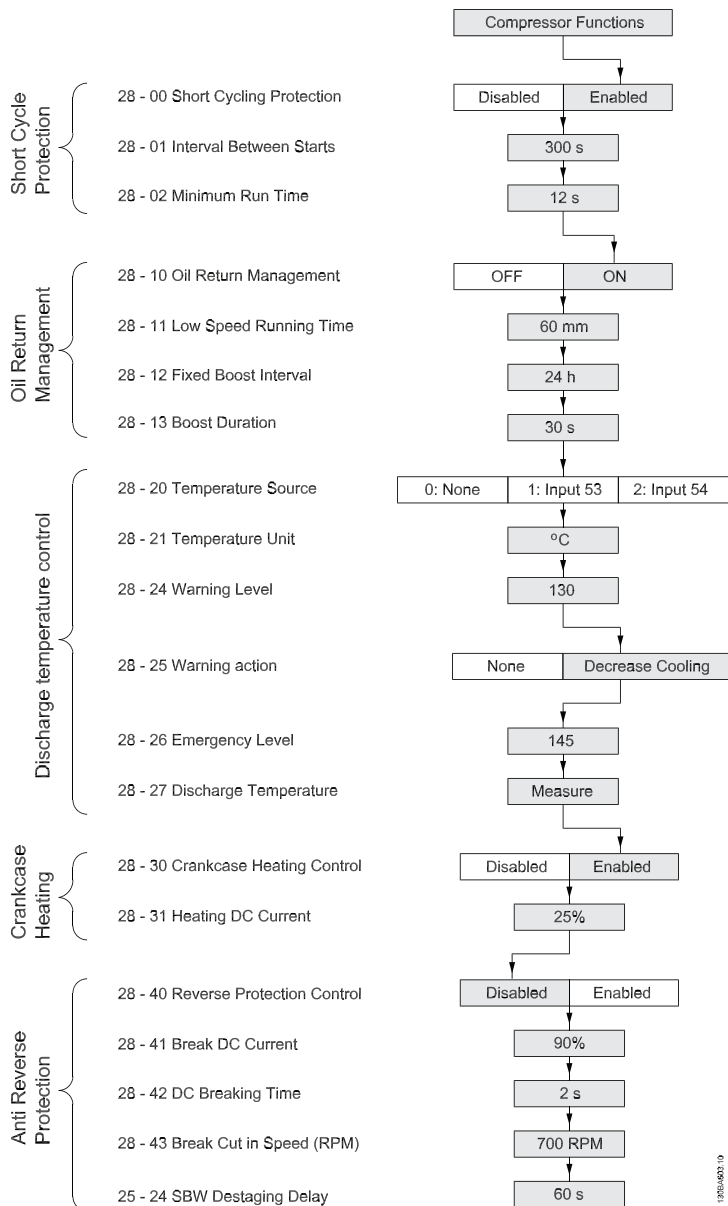 Compressor Functions
Short Cycle Protection
28 - 00 Short Cycling Protection Disabled Enabled
28 - 01 Interval Between Starts 300 s
28 - 02 Minimum Run Time 12 s
Oil Return Management
28 - 10 Oil Return Management OFF ON
28 - 11 Low Speed Running Time 60 mm
28 - 12 Fixed Boost Interval 24 h
28 - 13 Boost Duration 30 s
Discharge temperature control
28 - 20 Temperature Source 0: None 1: Input 53 2: Input 54
28 - 21 Temperature Unit °C
28 - 24 Warning Level 130
28 - 25 Warning action None Decrease Cooling
28 - 26 Emergency Level 145
28 - 27 Discharge Temperature Measure
Crankcase Heating
28 - 30 Crankcase Heating Control Disabled Enabled
28 - 31 Heating DC Current 25%
Anti Reverse Protection
28 - 40 Reverse Protection Control Disabled Enabled
28 - 41 Break DC Current 90%
28 - 42 DC Breaking Time 2 s
28 - 43 Break Cut in Speed (RPM) 700 RPM
25 - 24 SBW Destaging Delay 60 s
130BA603.10